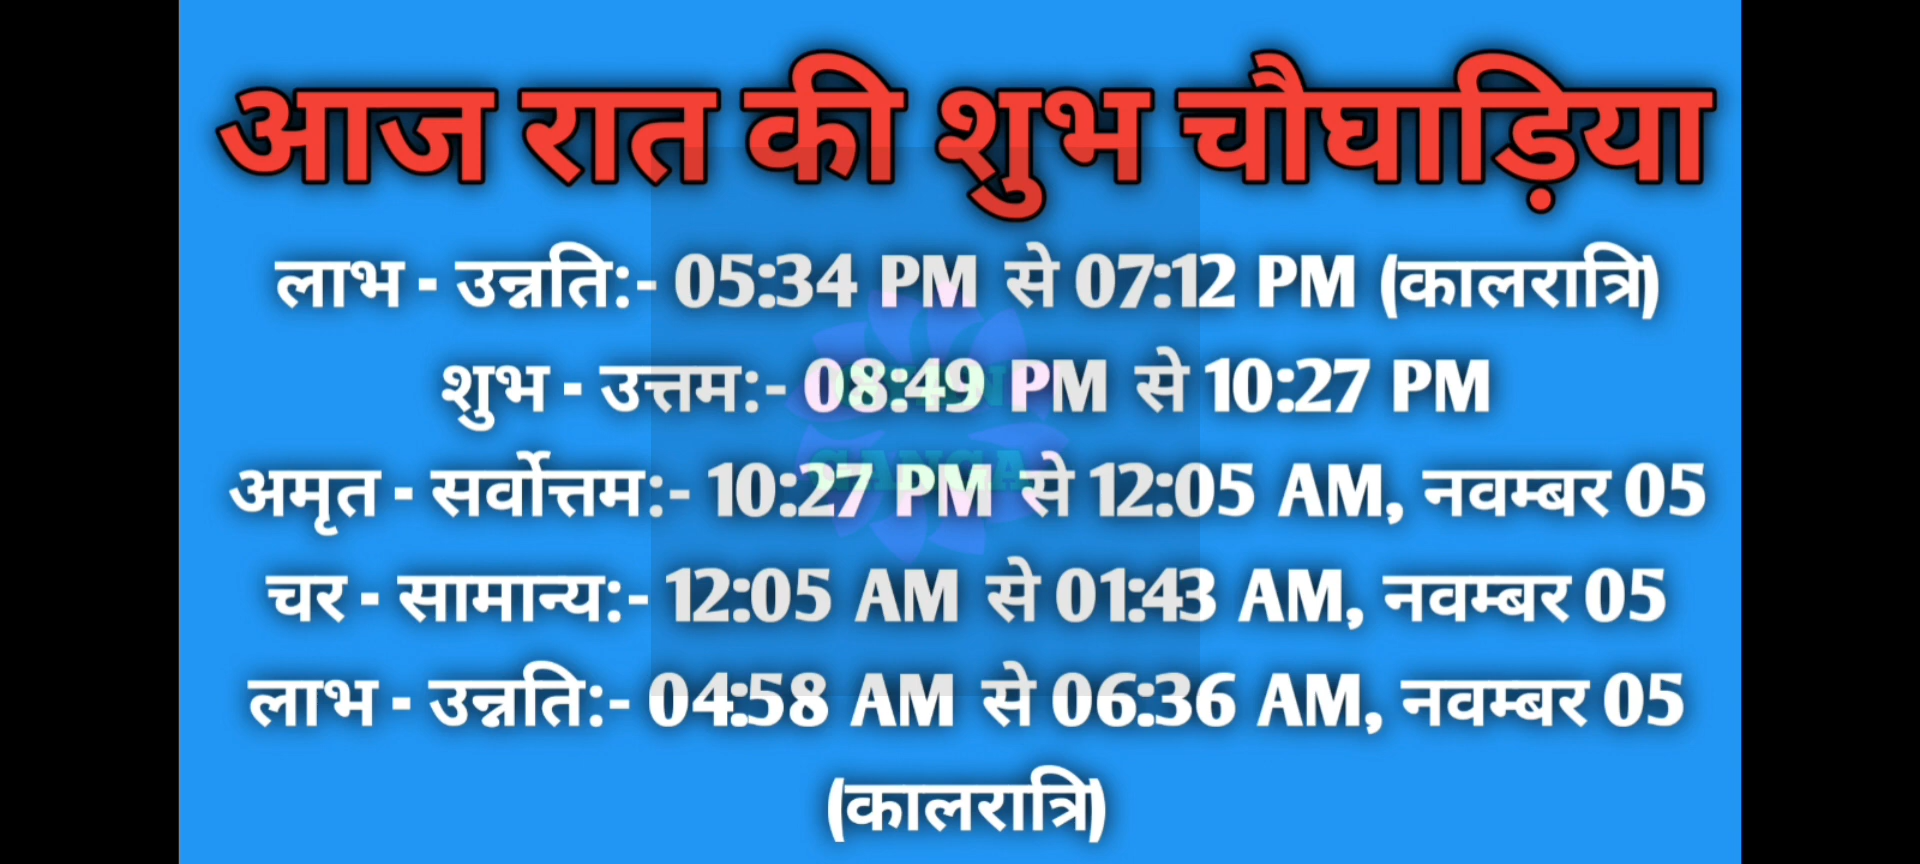 आज रात की शुभ चौघाड़िया
लाभ - उन्नति:- 05:34 PM से 07:12 PM (कालरात्रि)
शुभ - उत्तम:- 08:49 PM से 10:27 PM
अमृत - सर्वोत्तम:- 10:27 PM से 12:05 AM, नवम्बर 05
चर - सामान्य:- 12:05 AM से 01:43 AM, नवम्बर 05
लाभ - उन्नति:- 04:58 AM से 06:36 AM, नवम्बर 05
(कालरात्रि)
GANGA